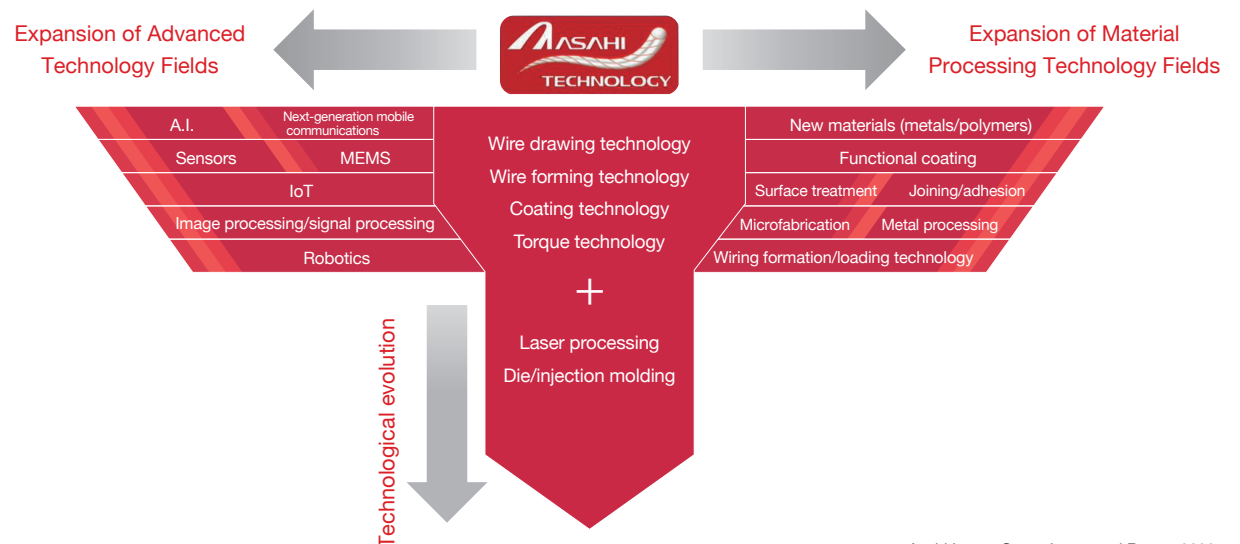 Expansion of Advanced
Technology Fields
ASAHI
TECHNOLOGY
Expansion of Material
Processing Technology Fields
A.I.
Next-generation mobile
communications
Sensors
MEMS
IoT
Image processing/signal processing
Robotics
Wire drawing technology
Wire forming technology
Coating technology
Torque technology
+
Laser processing
Die/injection molding
New materials (metals/polymers)
Functional coating
Surface treatment
Joining/adhesion
Microfabrication
Metal processing
Wiring formation/loading technology
Technological evolution